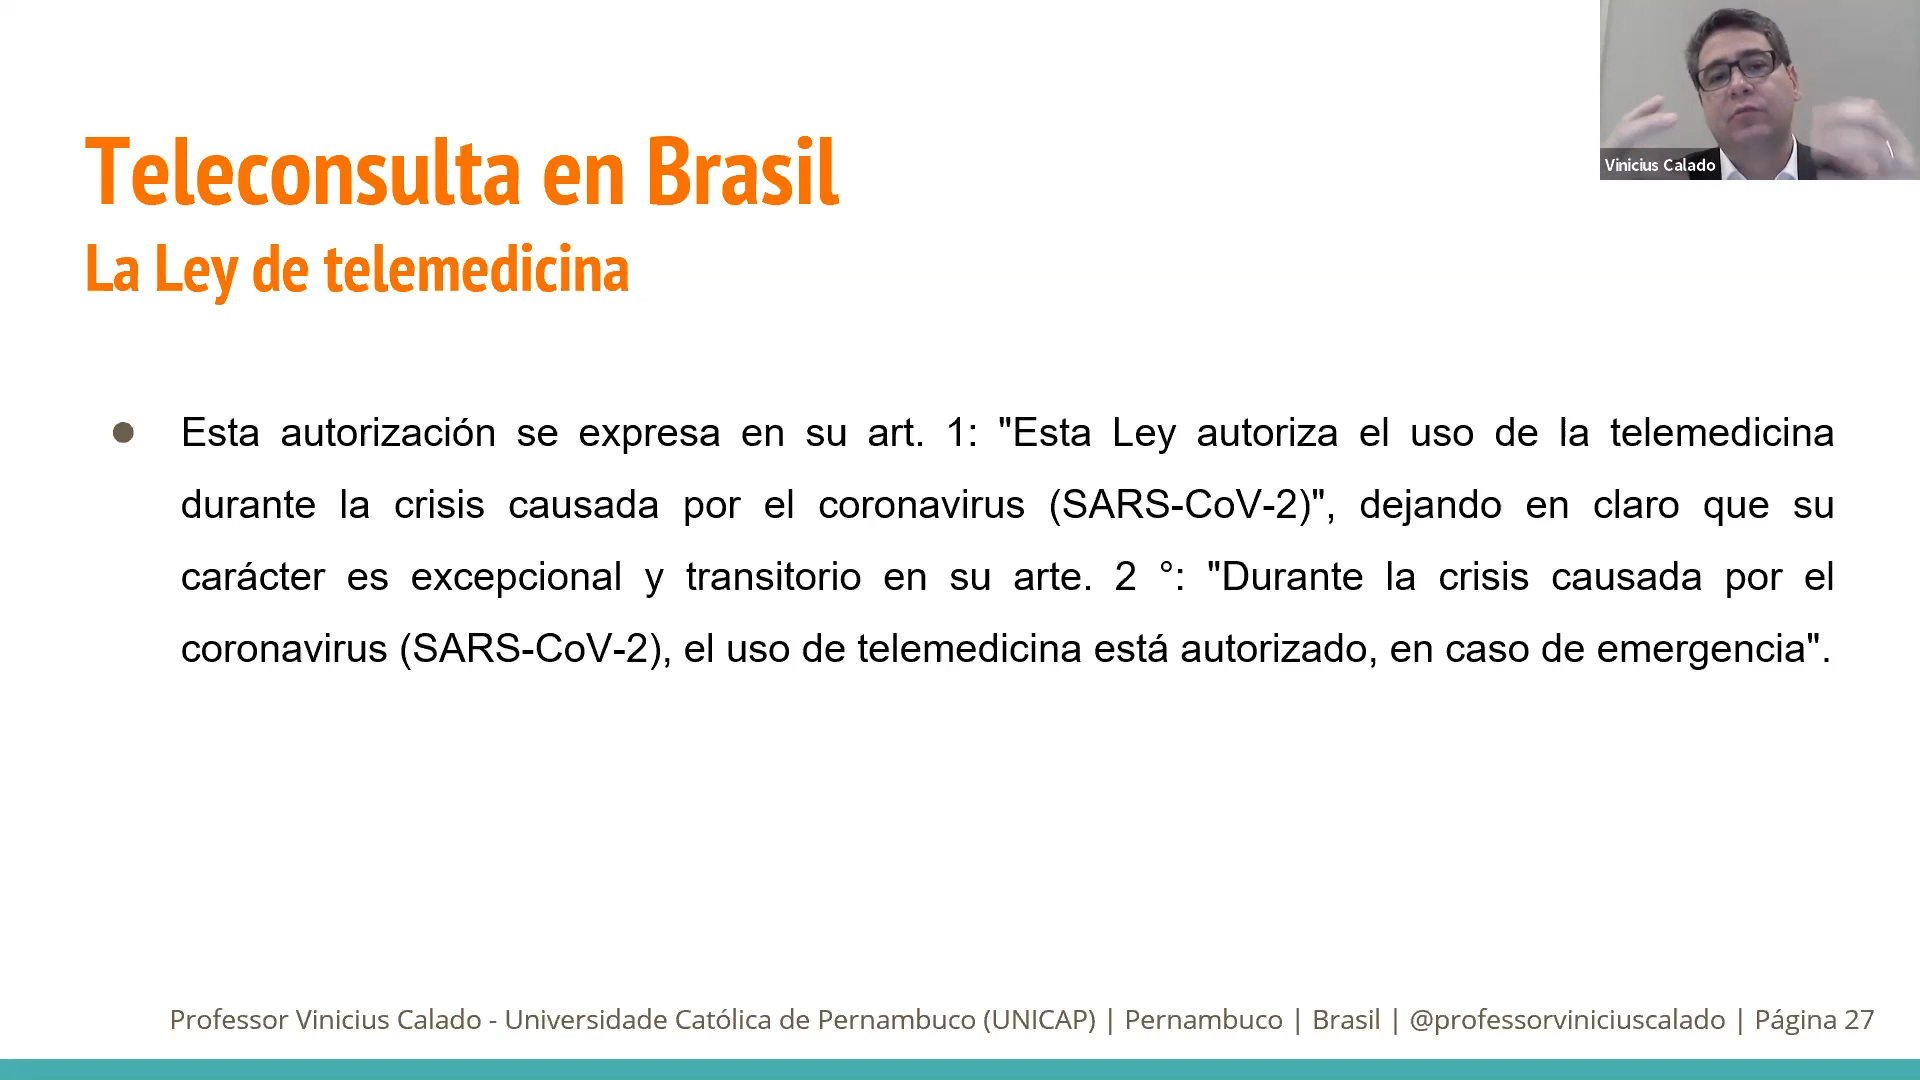 Vinicius Calado
Teleconsulta en Brasil
La Ley de telemedicina
● Esta autorización se expresa en su art. 1: "Esta Ley autoriza el uso de la telemedicina
durante la crisis causada por el coronavirus (SARS-CoV-2)", dejando en claro que su
carácter es excepcional y transitorio en su arte. 2 °: "Durante la crisis causada por el
coronavirus (SARS-CoV-2), el uso de telemedicina está autorizado, en caso de emergencia".
Professor Vinicius Calado - Universidade Católica de Pernambuco (UNICAP) | Pernambuco | Brasil | @professorviniciuscalado | Página 27